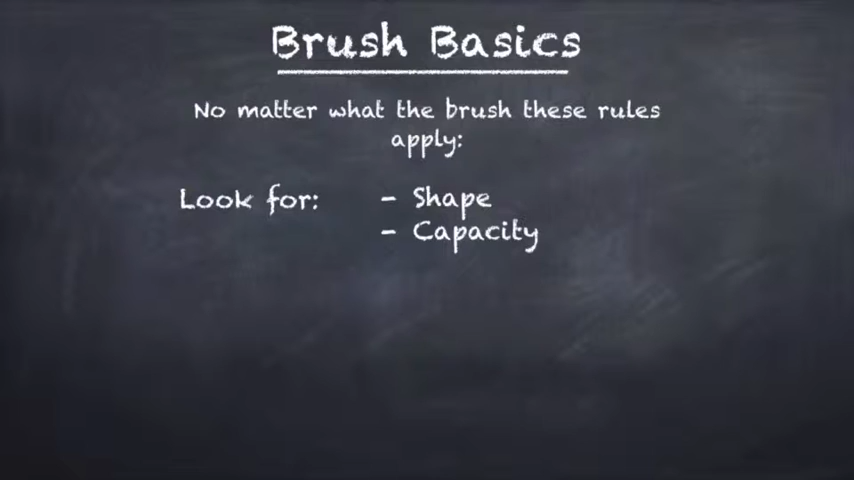 Brush Basics
No matter what the brush these rules
apply:
Look for: - Shape
- Capacity